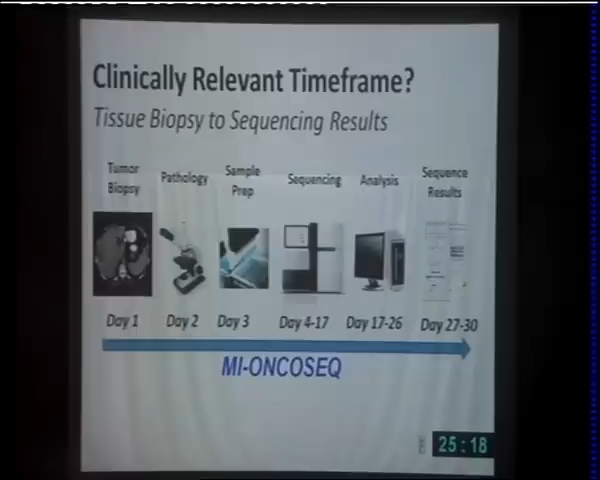 Clinically Relevant Timeframe?
Tissue Biopsy to Sequencing Results
Tumor Biopsy
Pathology
Sample Prep
Sequencing
Analysis
Sequence Results
Day 1
Day 2
Day 3
Day 4-17
Day 17-26
Day 27-30
MI-ONCOSEQ
25:18